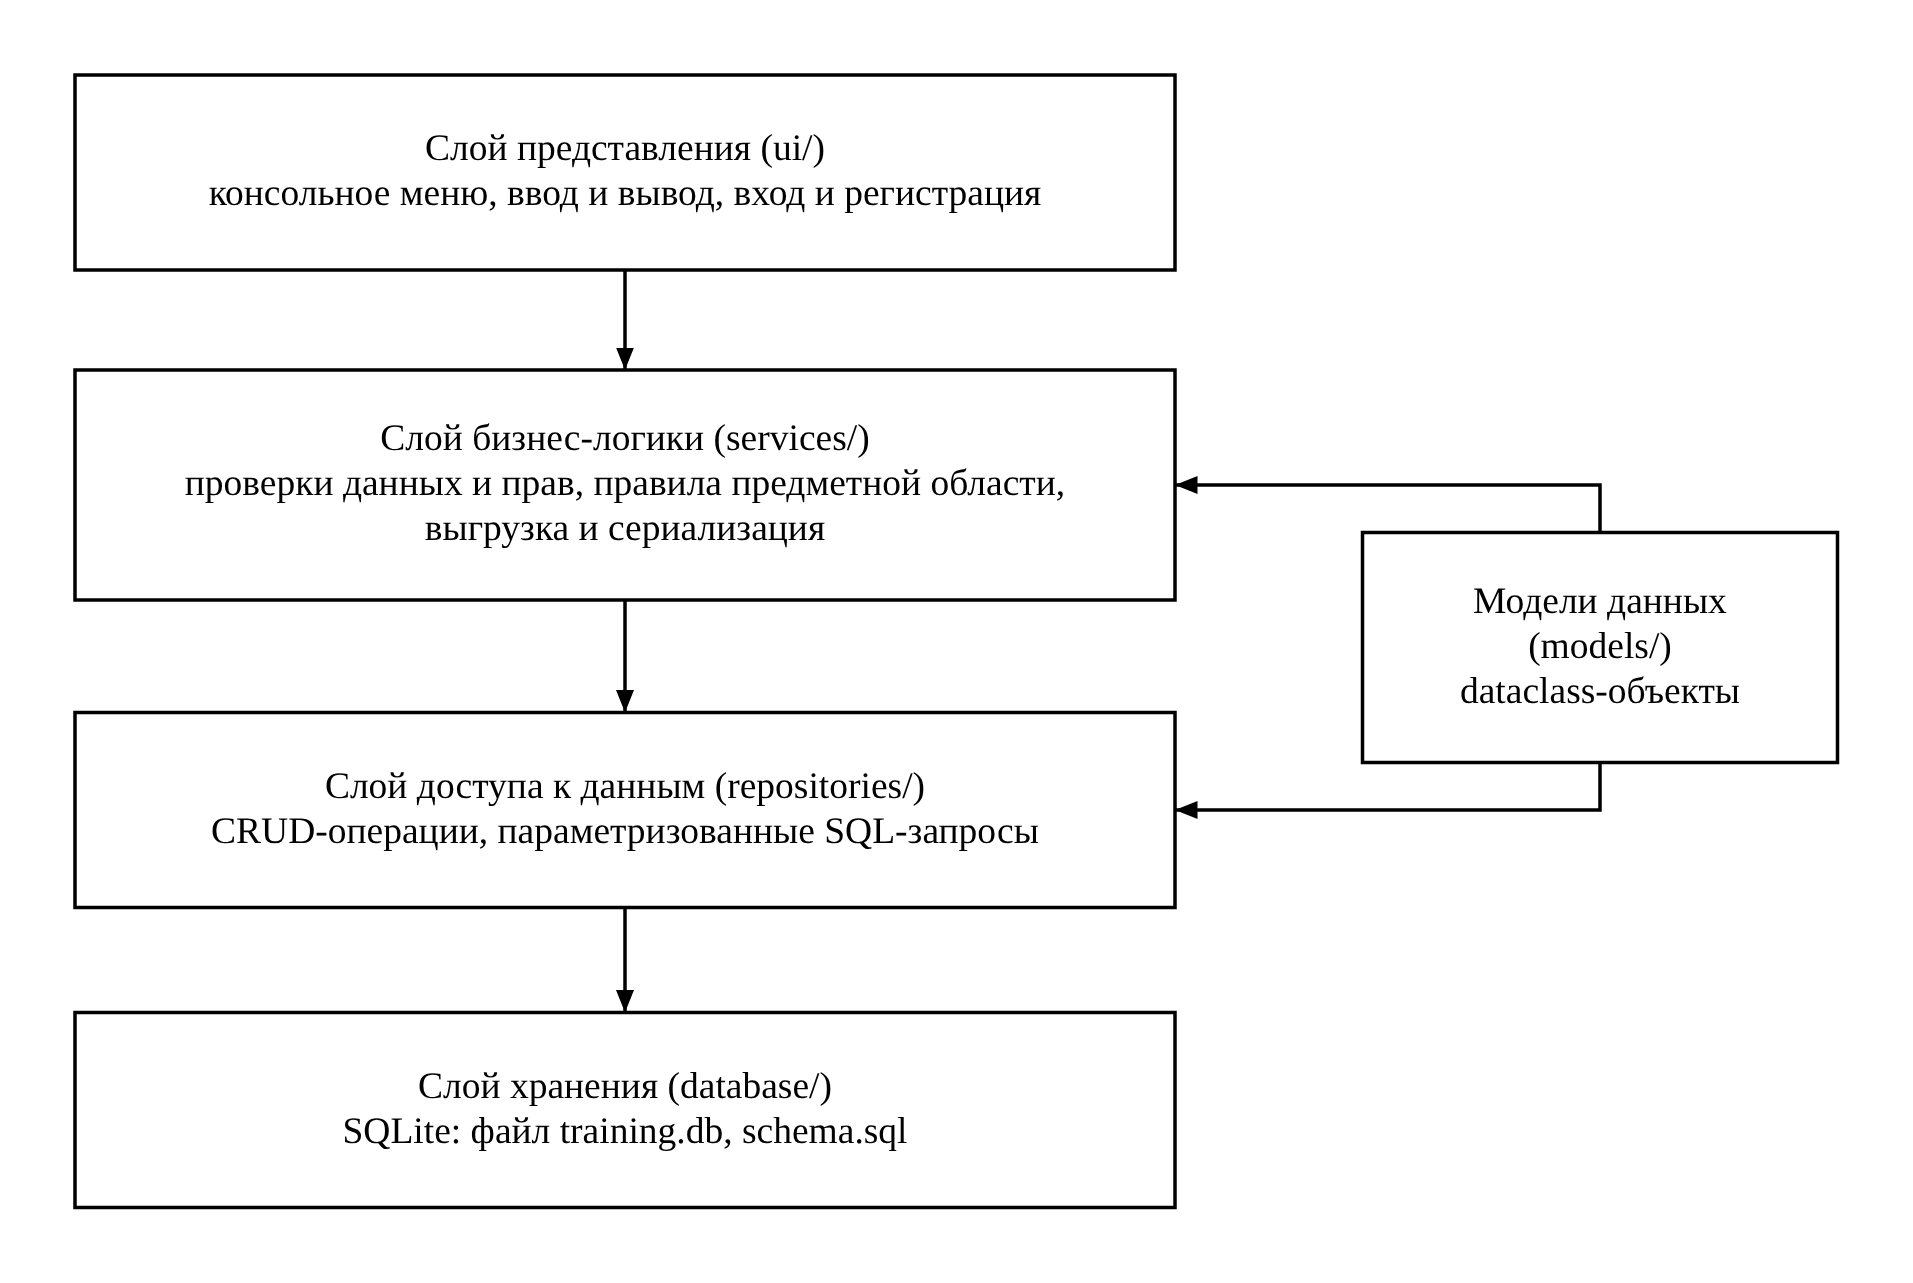 Слой представления (ui/)
консольное меню, ввод и вывод, вход и регистрация
Слой бизнес-логики (services/)
проверки данных и прав, правила предметной области,
выгрузка и сериализация
Модели данных
(models/)
dataclass-объекты
Слой доступа к данным (repositories/)
CRUD-операции, параметризованные SQL-запросы
Слой хранения (database/)
SQLite: файл training.db, schema.sql